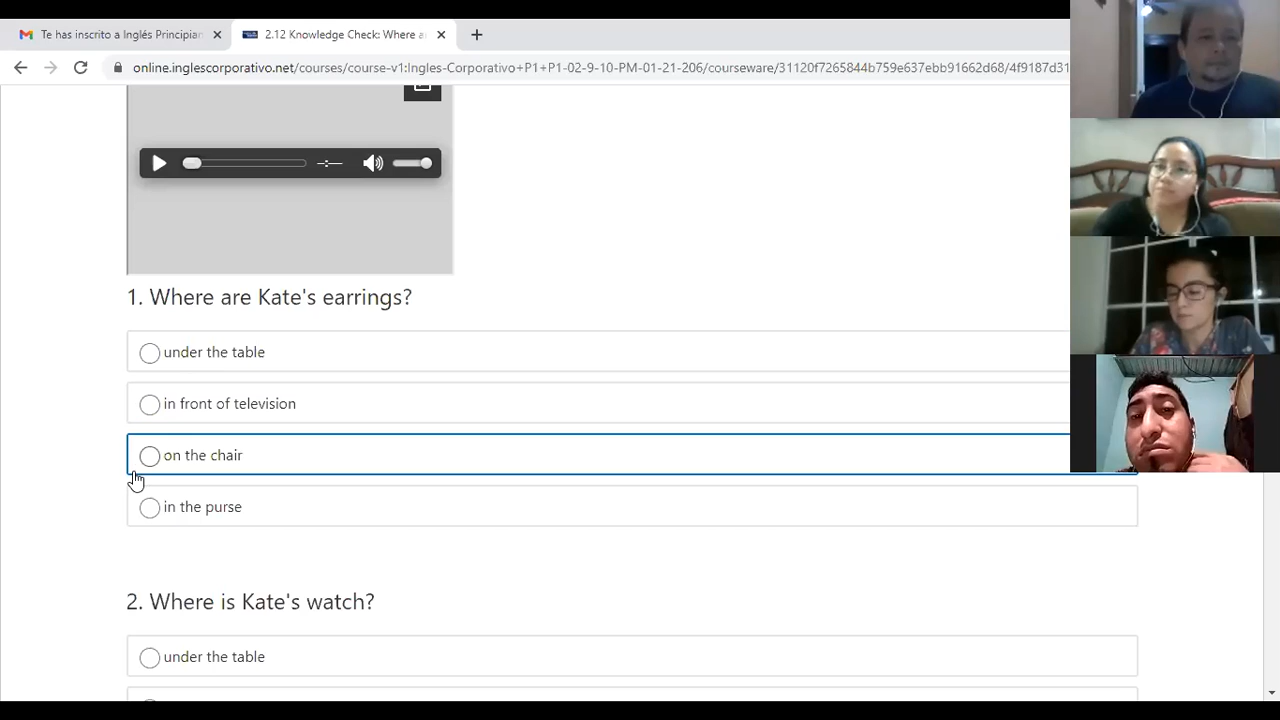 Te has inscrito a Inglés Principian
2.12 Knowledge Check: Where a
online.inglescorporativo.net/courses/course-v1:Ingles-Corporativo+P1+P1-02-9-10-PM-01-21-206/courseware/31120f7265844b759e637ebb91662d68/4f9187d31
1. Where are Kate's earrings?
under the table
in front of television
on the chair
in the purse
2. Where is Kate's watch?
under the table